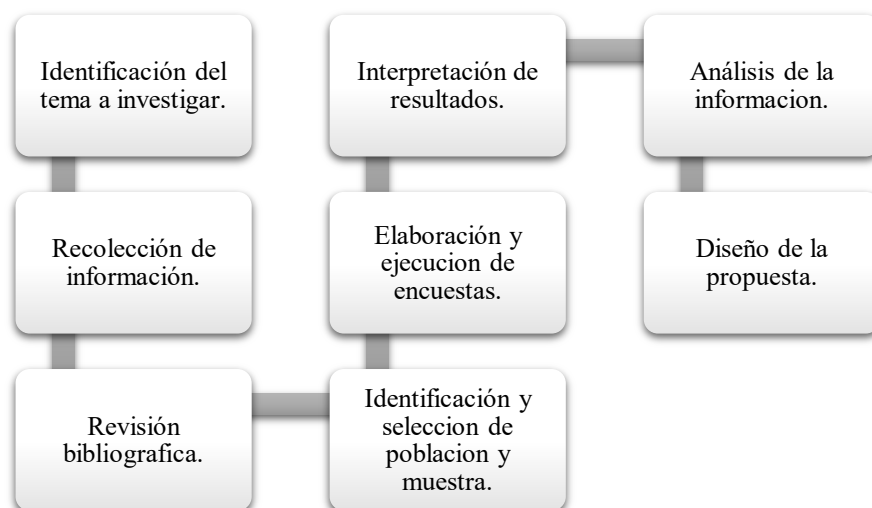 Identificación del
tema a investigar.
Recolección de
información.
Revisión
bibliografica.
Identificación y
seleccion de
poblacion y
muestra.
Elaboración y
ejecucion de
encuestas.
Interpretación de
resultados.
Análisis de la
informacion.
Diseño de la
propuesta.